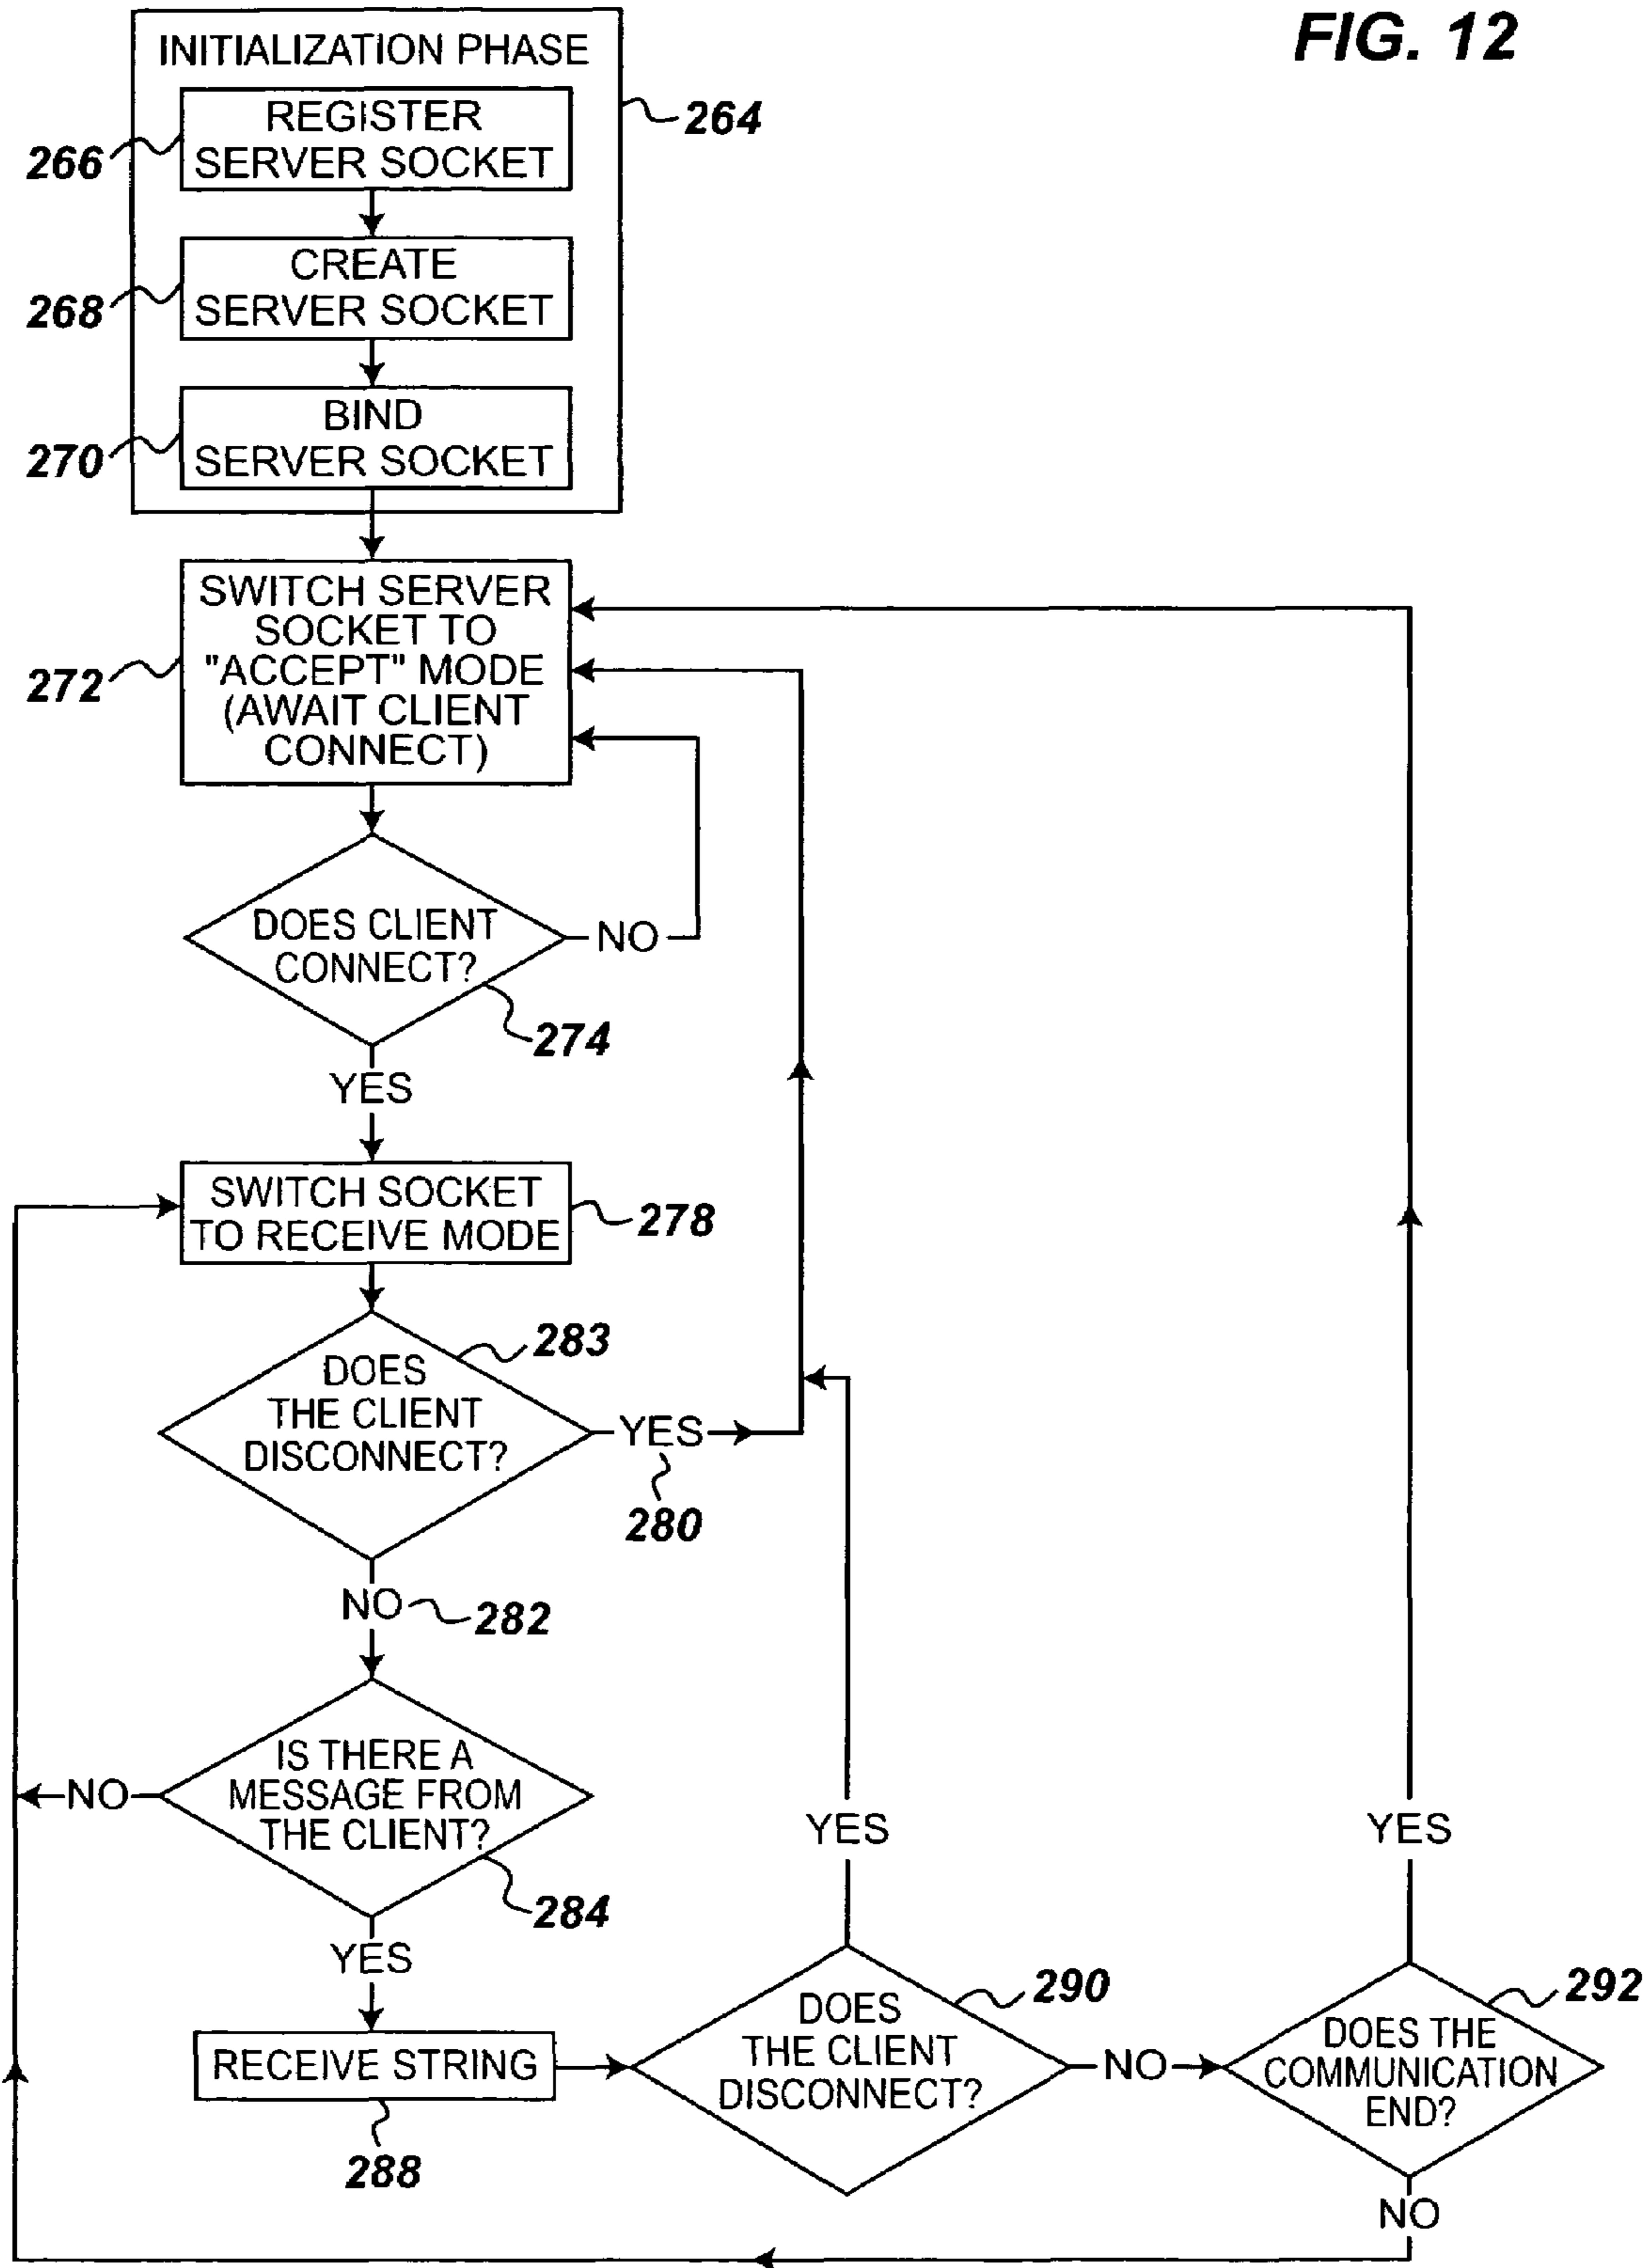 FIG. 12
INITIALIZATION PHASE
264
REGISTER
SERVER SOCKET
266
CREATE
SERVER SOCKET
268
BIND
SERVER SOCKET
270
SWITCH SERVER
SOCKET TO
"ACCEPT" MODE
(AWAIT CLIENT
CONNECT)
272
DOES CLIENT
CONNECT?
NO
274
YES
SWITCH SOCKET
TO RECEIVE MODE
278
283
DOES
THE CLIENT
DISCONNECT?
YES
280
NO
282
IS THERE A
MESSAGE FROM
THE CLIENT?
NO
284
YES
RECEIVE STRING
288
YES
290
DOES
THE CLIENT
DISCONNECT?
NO
YES
292
DOES THE
COMMUNICATION
END?
NO